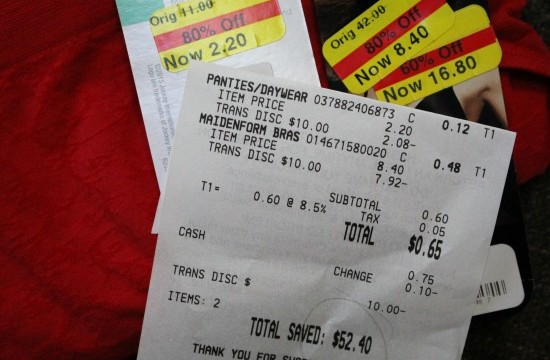 Orig 11.00
80% Off
Now 2.20
Orig 42.00
80% Off
Now 8.40
60% Off
Now 16.80
PANTIES/DAYWEAR 037882406873 C 0.12 T1
ITEM PRICE 2.20
TRANS DISC $10.00 2.08-
MAIDENFORM BRAS 014671580020 C 0.48 T1
ITEM PRICE 8.40
TRANS DISC $10.00 7.92-
SUBTOTAL 0.60
T1= 0.60 @ 8.5% TAX 0.05
TOTAL $0.65
CASH 0.75
CHANGE 0.10-
TRANS DISC $ 10.00-
ITEMS: 2
TOTAL SAVED: $52.40
THANK YOU FOR